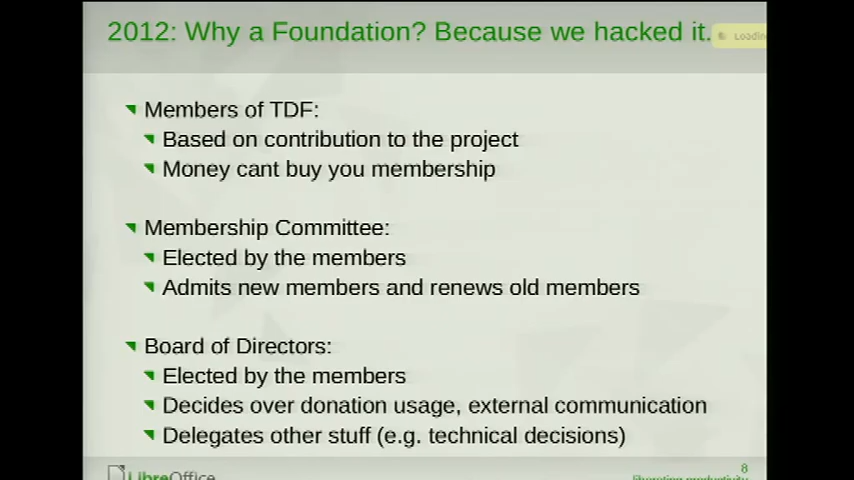 2012: Why a Foundation? Because we hacked it.
Members of TDF:
Based on contribution to the project
Money cant buy you membership
Membership Committee:
Elected by the members
Admits new members and renews old members
Board of Directors:
Elected by the members
Decides over donation usage, external communication
Delegates other stuff (e.g. technical decisions)
8
LibreOffice
liberating productivity